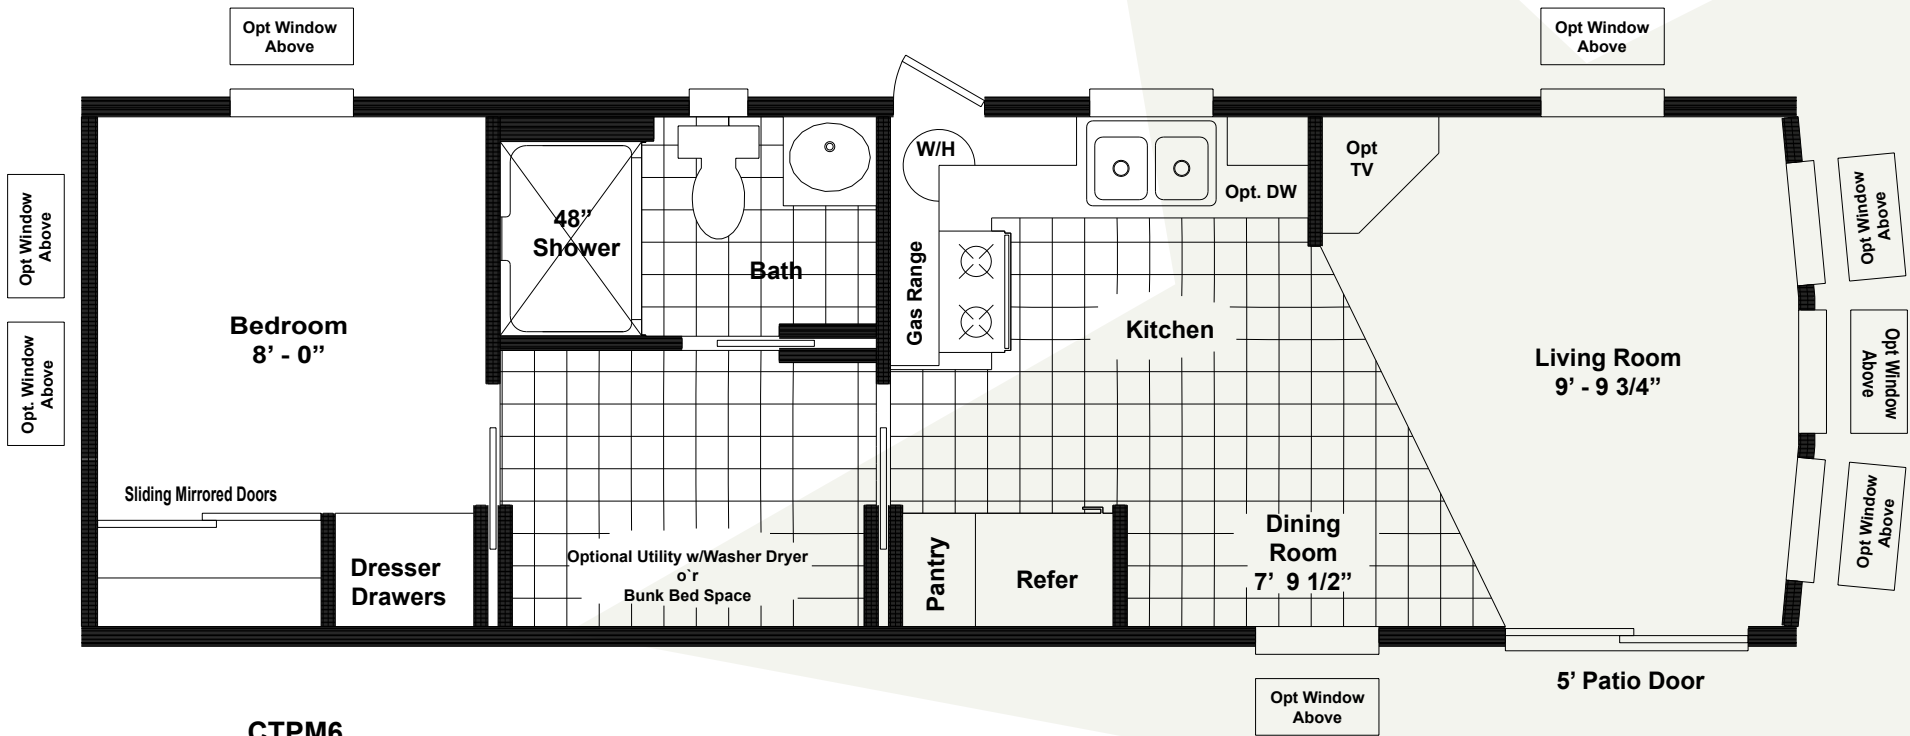 Opt Window
Above
Opt Window
Above
Opt Window
Above
Opt. Window
Above
W/H
Opt
TV
Opt. DW
48”
Shower
Bath
Gas Range
Kitchen
Bedroom
8’ - 0”
Living Room
9’ - 9 3/4”
Opt Window
Above
Opt Window
Above
Opt Window
Above
Sliding Mirrored Doors
Dresser
Drawers
Optional Utility w/Washer Dryer
o`r
Bunk Bed Space
Pantry
Refer
Dining
Room
7’ 9 1/2”
5’ Patio Door
Opt Window
Above
CTPM6